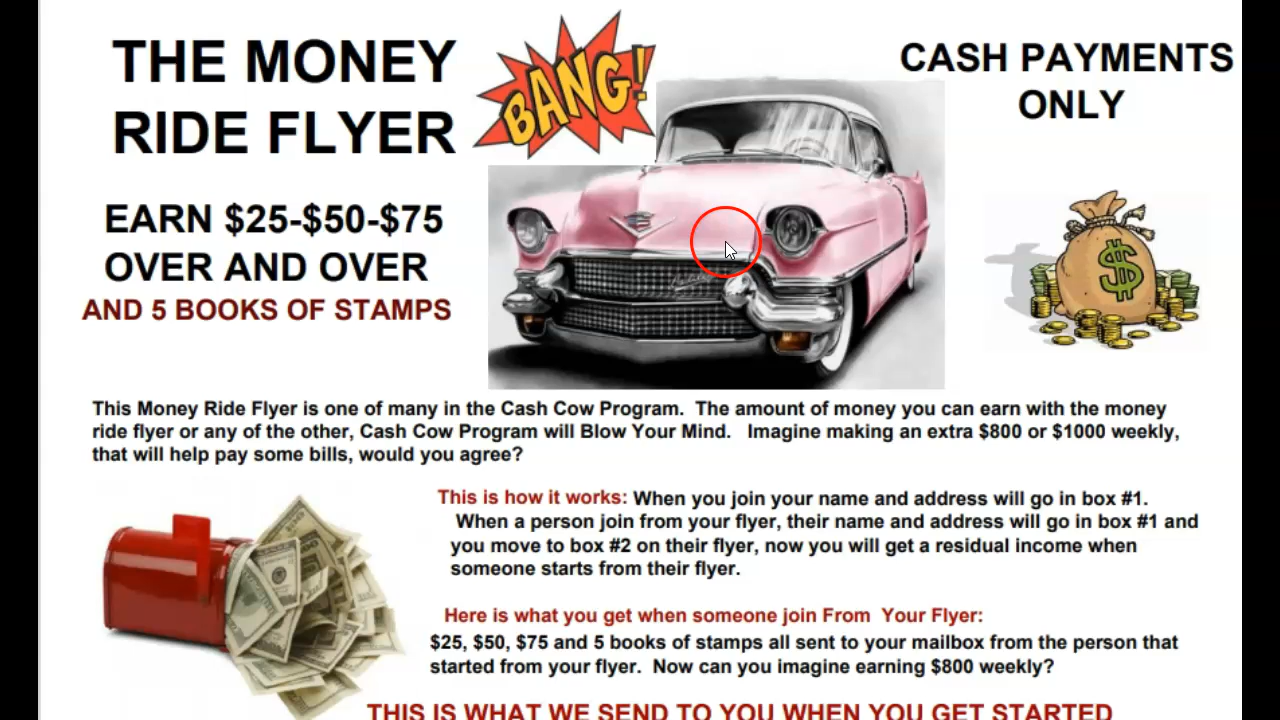 THE MONEY
RIDE FLYER
BANG!
CASH PAYMENTS
ONLY
EARN $25-$50-$75
OVER AND OVER
AND 5 BOOKS OF STAMPS
$
This Money Ride Flyer is one of many in the Cash Cow Program. The amount of money you can earn with the money
ride flyer or any of the other, Cash Cow Program will Blow Your Mind. Imagine making an extra $800 or $1000 weekly,
that will help pay some bills, would you agree?
This is how it works: When you join your name and address will go in box #1.
When a person join from your flyer, their name and address will go in box #1 and
you move to box #2 on their flyer, now you will get a residual income when
someone starts from their flyer.
Here is what you get when someone join From Your Flyer:
$25, $50, $75 and 5 books of stamps all sent to your mailbox from the person that
started from your flyer. Now can you imagine earning $800 weekly?
THIS IS WHAT WE SEND TO YOU WHEN YOU GET STARTED